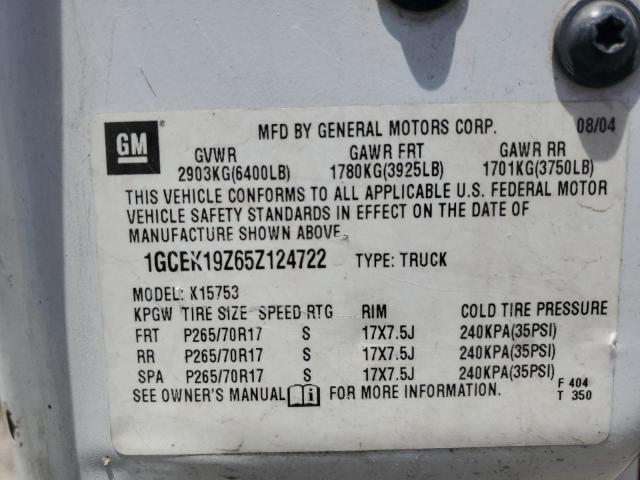 GM MFD BY GENERAL MOTORS CORP. 08/04
GVWR GAWR FRT GAWR RR
2903KG(6400LB) 1780KG(3925LB) 1701KG(3750LB)
THIS VEHICLE CONFORMS TO ALL APPLICABLE U.S. FEDERAL MOTOR
VEHICLE SAFETY STANDARDS IN EFFECT ON THE DATE OF
MANUFACTURE SHOWN ABOVE.
1GCEK19Z65Z124722 TYPE: TRUCK
MODEL: K15753
KPGW TIRE SIZE SPEED RTG RIM COLD TIRE PRESSURE
FRT P265/70R17 S 17X7.5J 240KPA(35PSI)
RR P265/70R17 S 17X7.5J 240KPA(35PSI)
SPA P265/70R17 S 17X7.5J 240KPA(35PSI)
SEE OWNER'S MANUAL i FOR MORE INFORMATION.
F 404
T 350